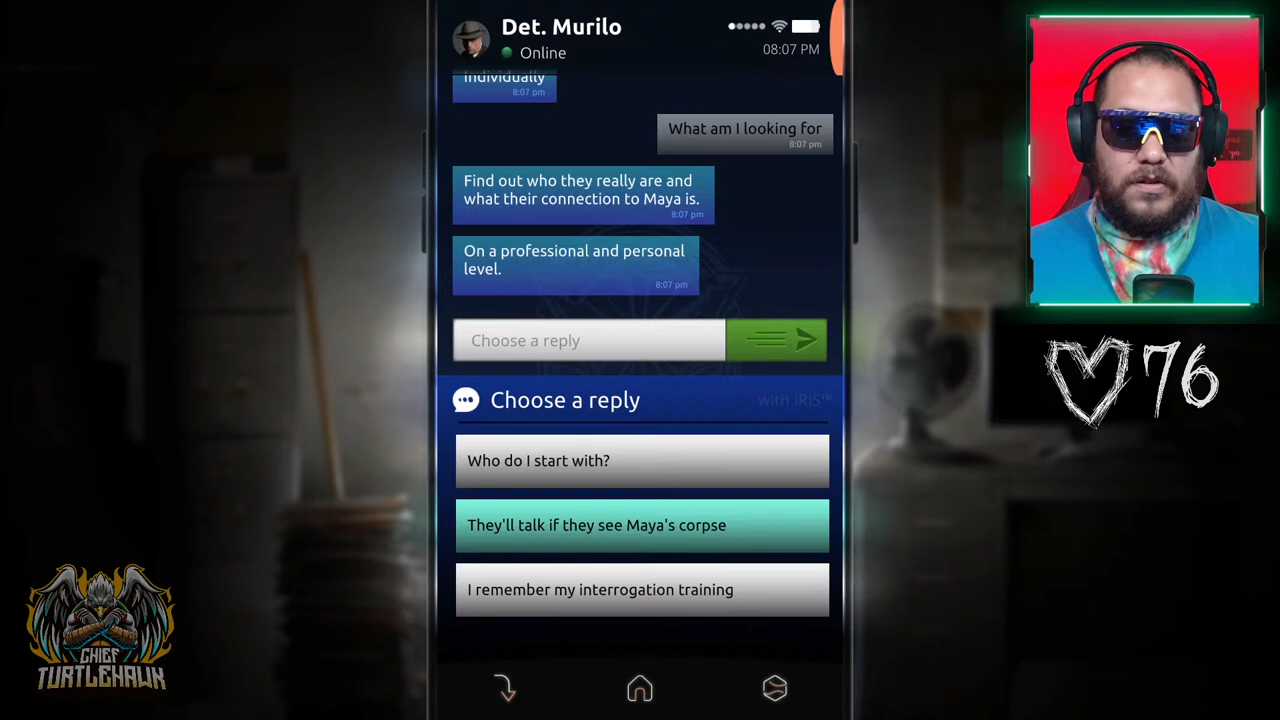 Det. Murilo
Online
08:07 PM
Individually
8:07 pm
What am I looking for
8:07 pm
Find out who they really are and
what their connection to Maya is.
8:07 pm
On a professional and personal
level.
8:07 pm
Choose a reply
Choose a reply
with IRIS™
Who do I start with?
They'll talk if they see Maya's corpse
I remember my interrogation training
76
CHIEF
TURTLEHAWK